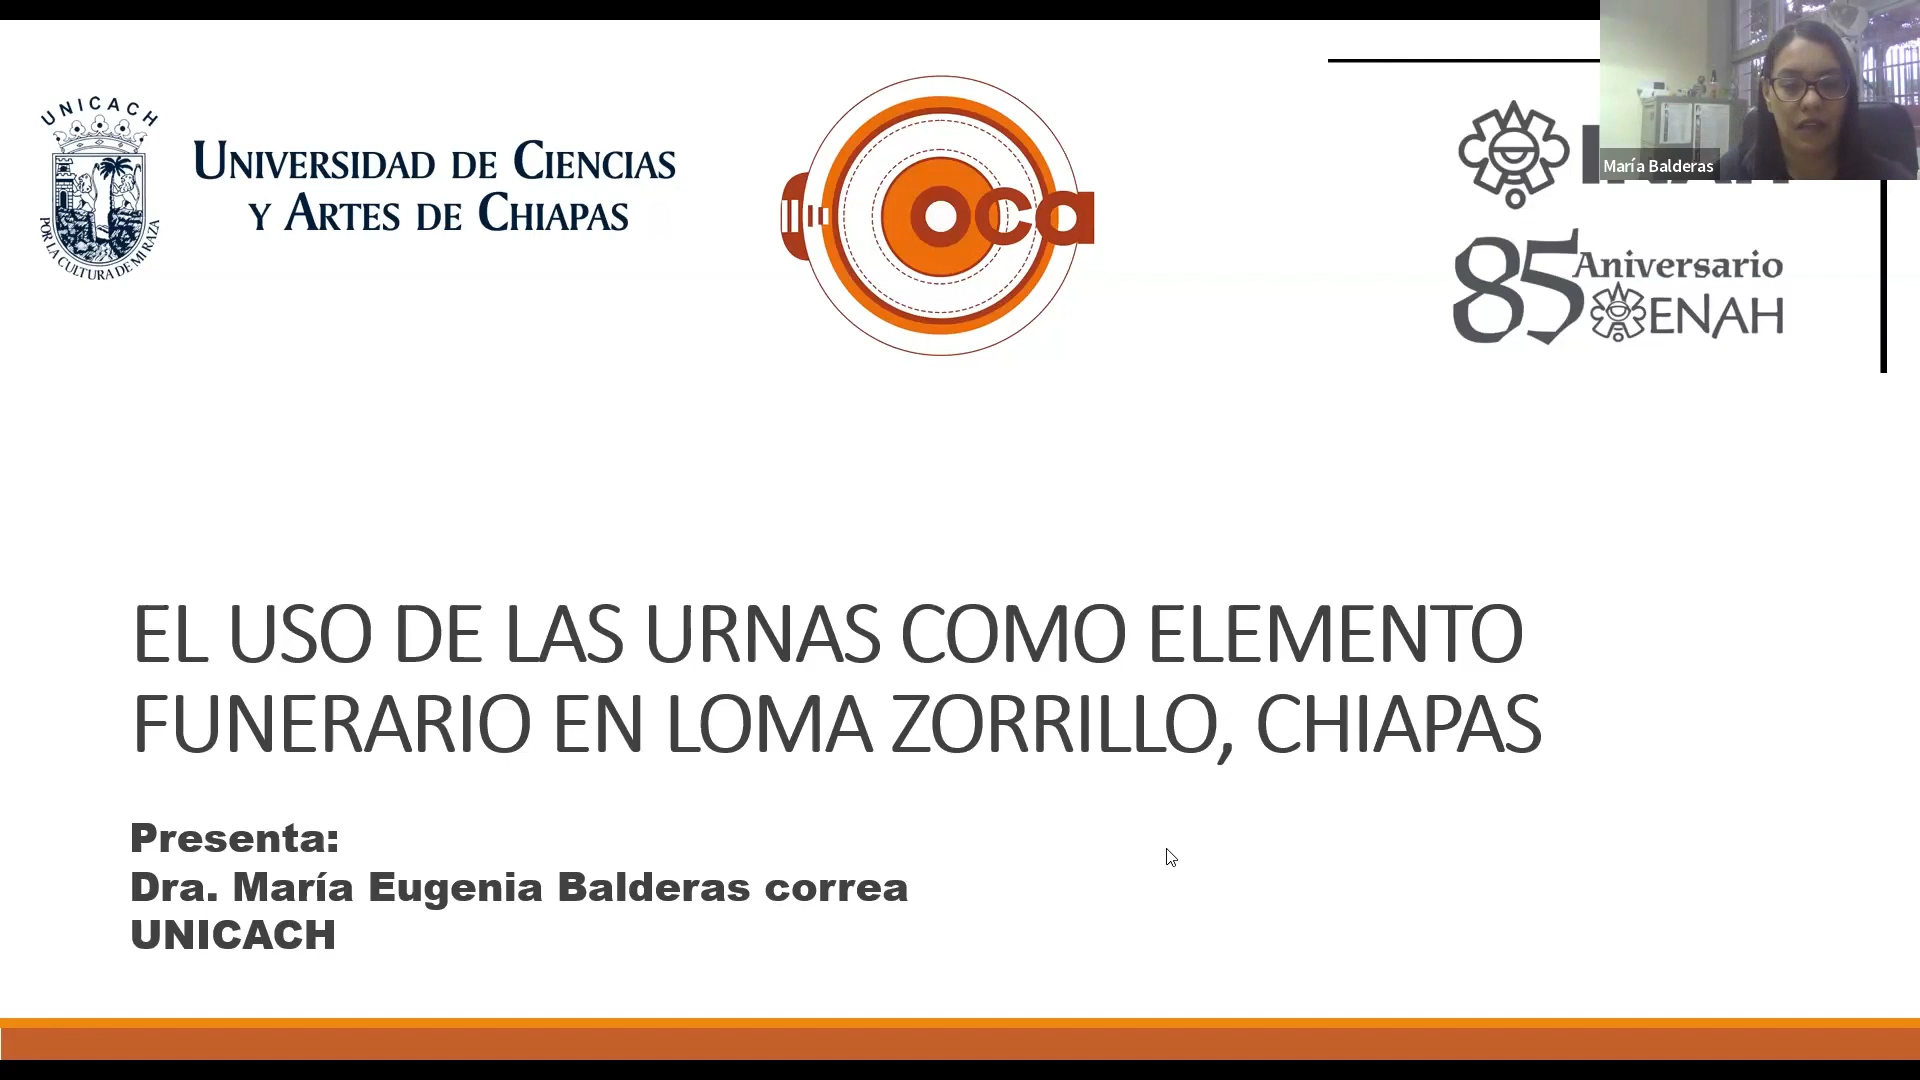 UNICACH
POR LA CULTURA DE MI RAZA
UNIVERSIDAD DE CIENCIAS
Y ARTES DE CHIAPAS
oca
María Balderas
85 Aniversario
ENAH
EL USO DE LAS URNAS COMO ELEMENTO
FUNERARIO EN LOMA ZORRILLO, CHIAPAS
Presenta:
Dra. María Eugenia Balderas correa
UNICACH